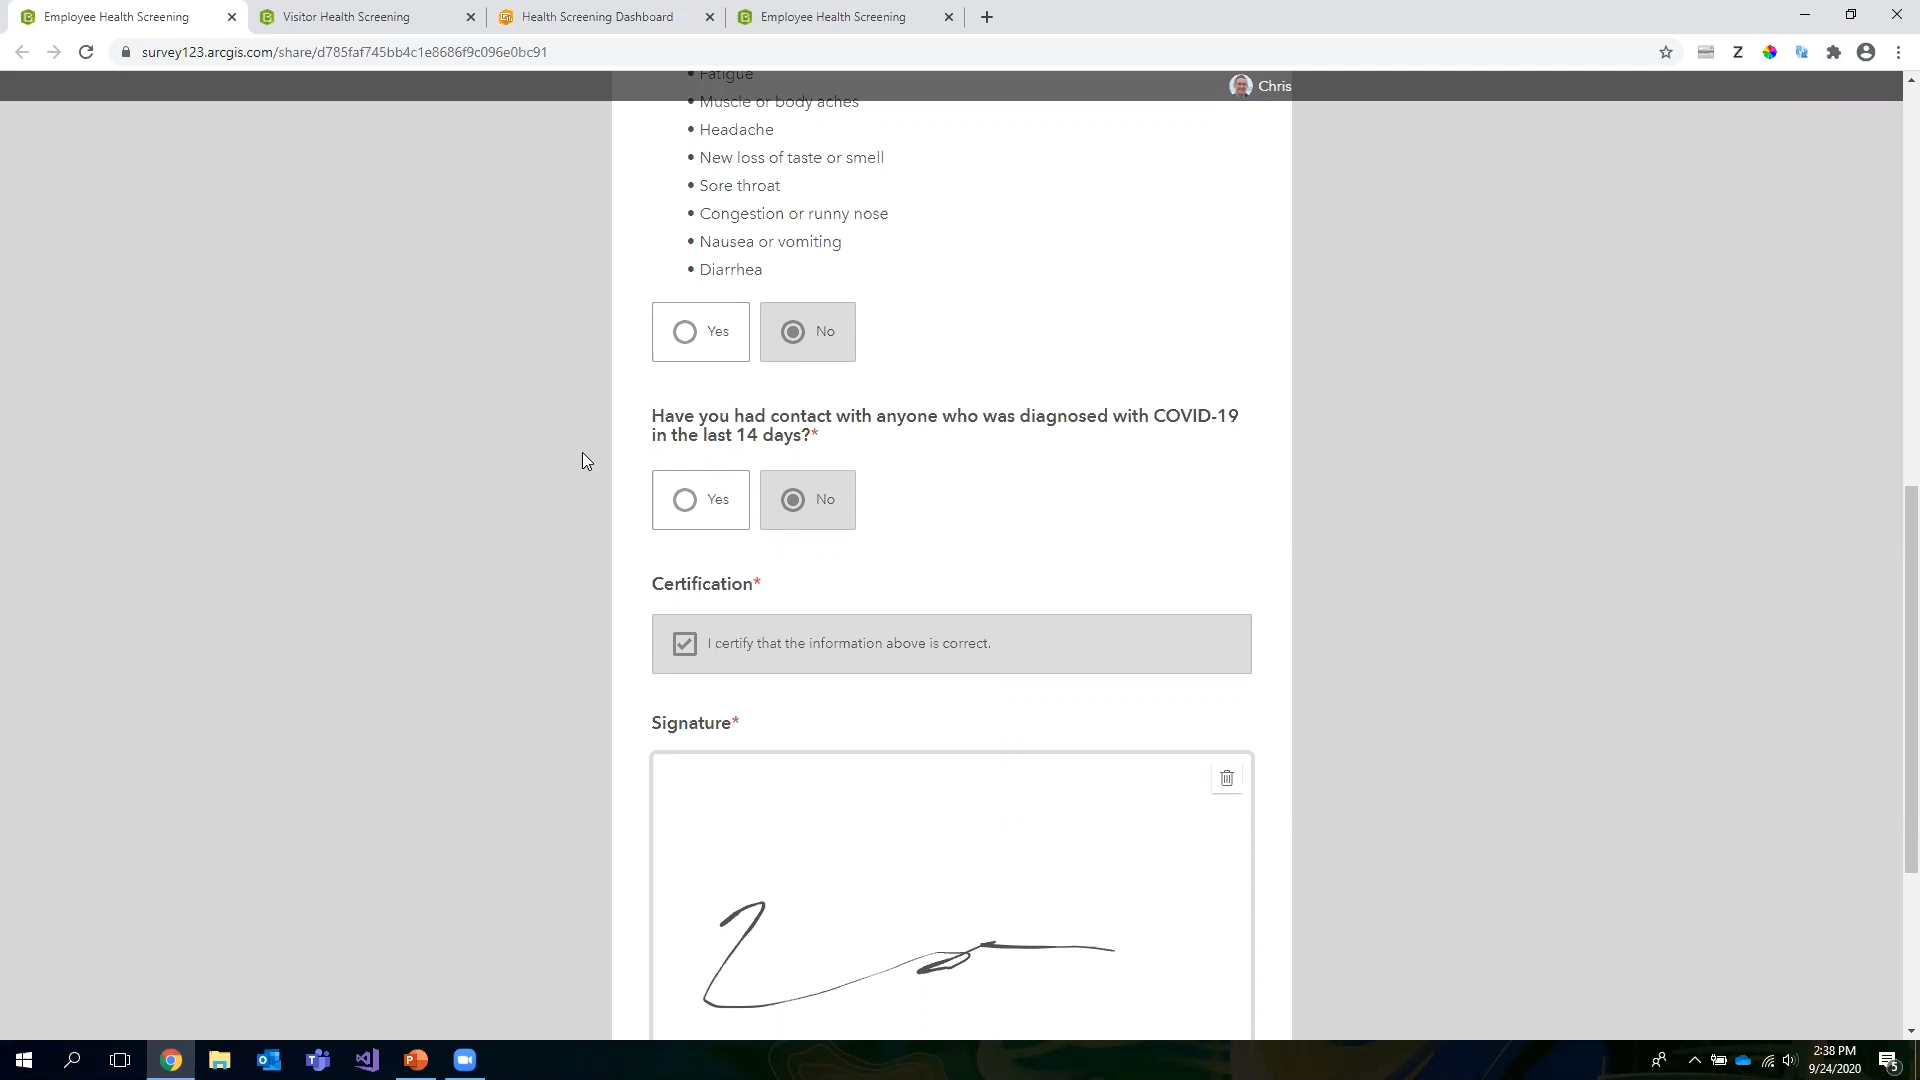 Employee Health Screening
Visitor Health Screening
Health Screening Dashboard
Employee Health Screening
survey123.arcgis.com/share/d785faf745bb4c1e8686f9c096e0bc91
Z
Chris
• Fatigue
• Muscle or body aches
• Headache
• New loss of taste or smell
• Sore throat
• Congestion or runny nose
• Nausea or vomiting
• Diarrhea
Yes
No
Have you had contact with anyone who was diagnosed with COVID-19
in the last 14 days?*
Yes
No
Certification*
I certify that the information above is correct.
Signature*
2:38 PM
9/24/2020
5